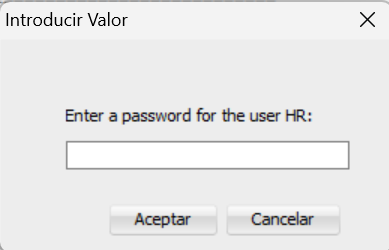 Introducir Valor
Enter a password for the user HR:
Aceptar
Cancelar